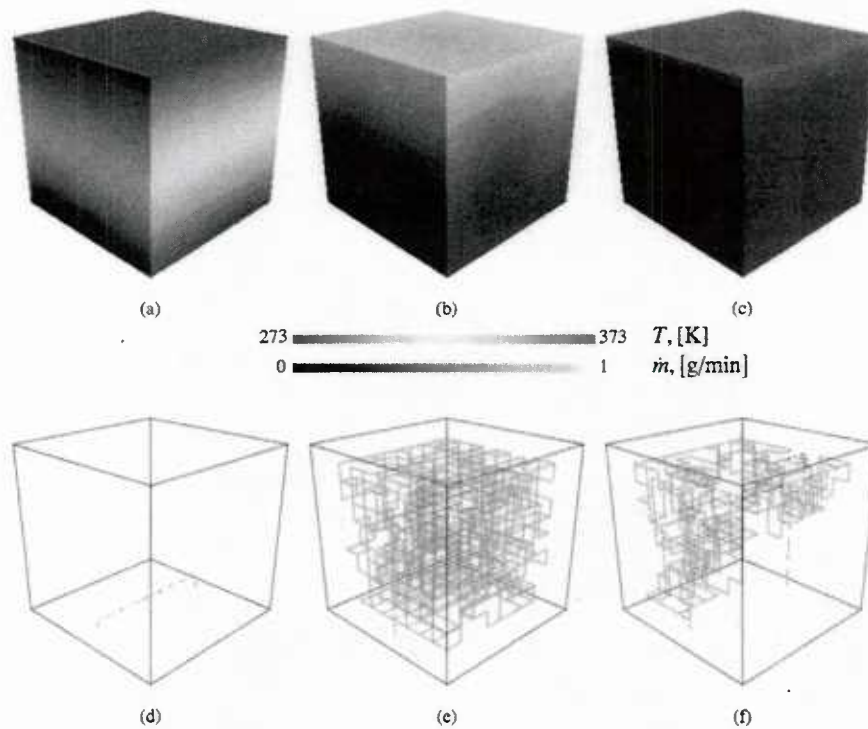 (a) (b) (c)
273 373 T, [K]
0 1 ṁ, [g/min]
(d) (e) (f)